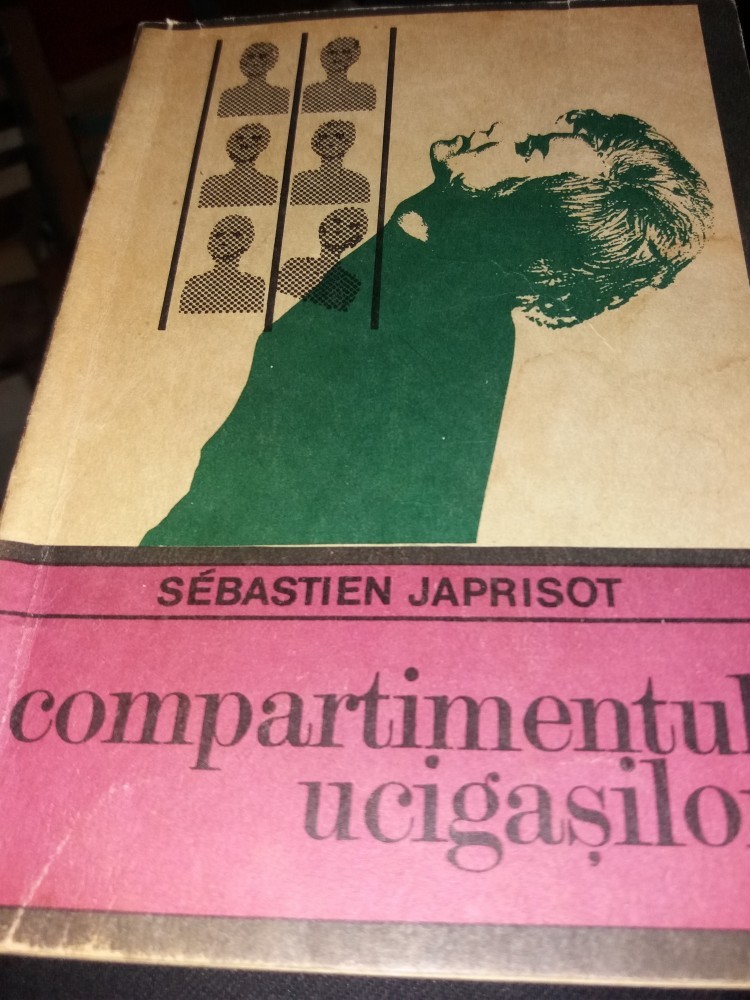 SÉBASTIEN JAPRISOT
compartimentul
ucigașilor